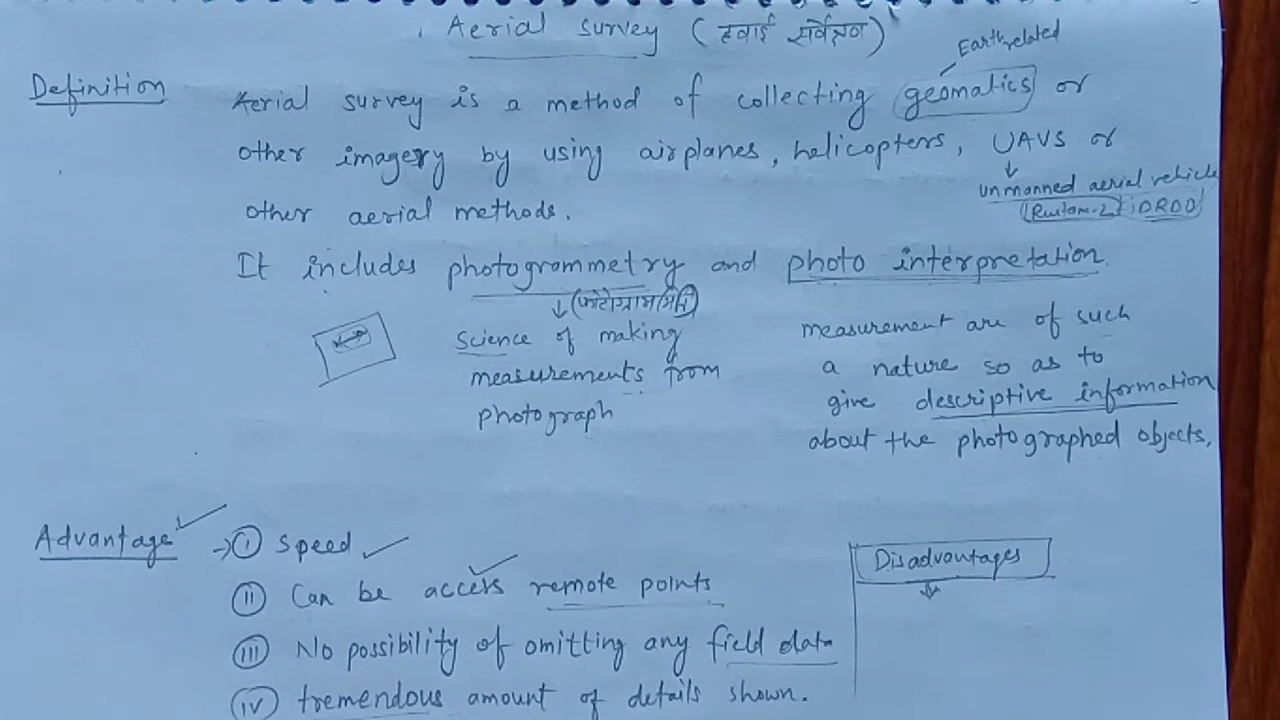 Aerial survey (हवाई सर्वेक्षण)
Earth related
Definition Aerial survey is a method of collecting geomatics or
other imagery by using airplanes, helicopters, UAVS or
unmanned aerial vehicle
other aerial methods. (Rustom-2) : DRDO
It includes photogrammetry and photo interpretation.
(फोटोग्रामिति)
science of making
measurements from
photograph
measurement are of such
a nature so as to
give descriptive information
about the photographed objects.
Advantage → (i) speed
(ii) Can be access remote points
(iii) No possibility of omitting any field data
(iv) tremendous amount of details shown.
Disadvantages